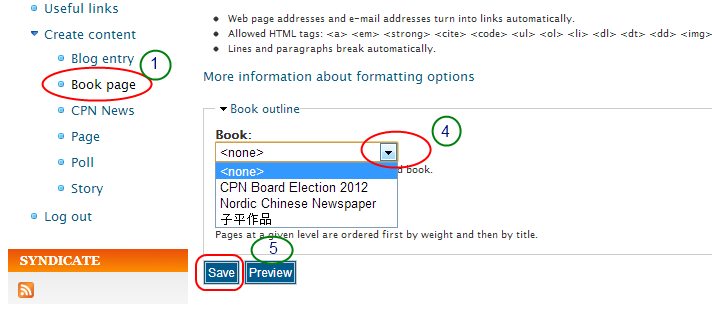 Useful links
Create content
Blog entry
1
Book page
CPN News
Page
Poll
Story
Log out
SYNDICATE
Web page addresses and e-mail addresses turn into links automatically.
Allowed HTML tags: <a> <em> <strong> <cite> <code> <ul> <ol> <li> <dl> <dt> <dd> <img>
Lines and paragraphs break automatically.
More information about formatting options
Book outline
Book:
4
<none>
<none>
book.
CPN Board Election 2012
Nordic Chinese Newspaper
子平作品
Pages at a given level are ordered first by weight and then by title.
5
Save Preview